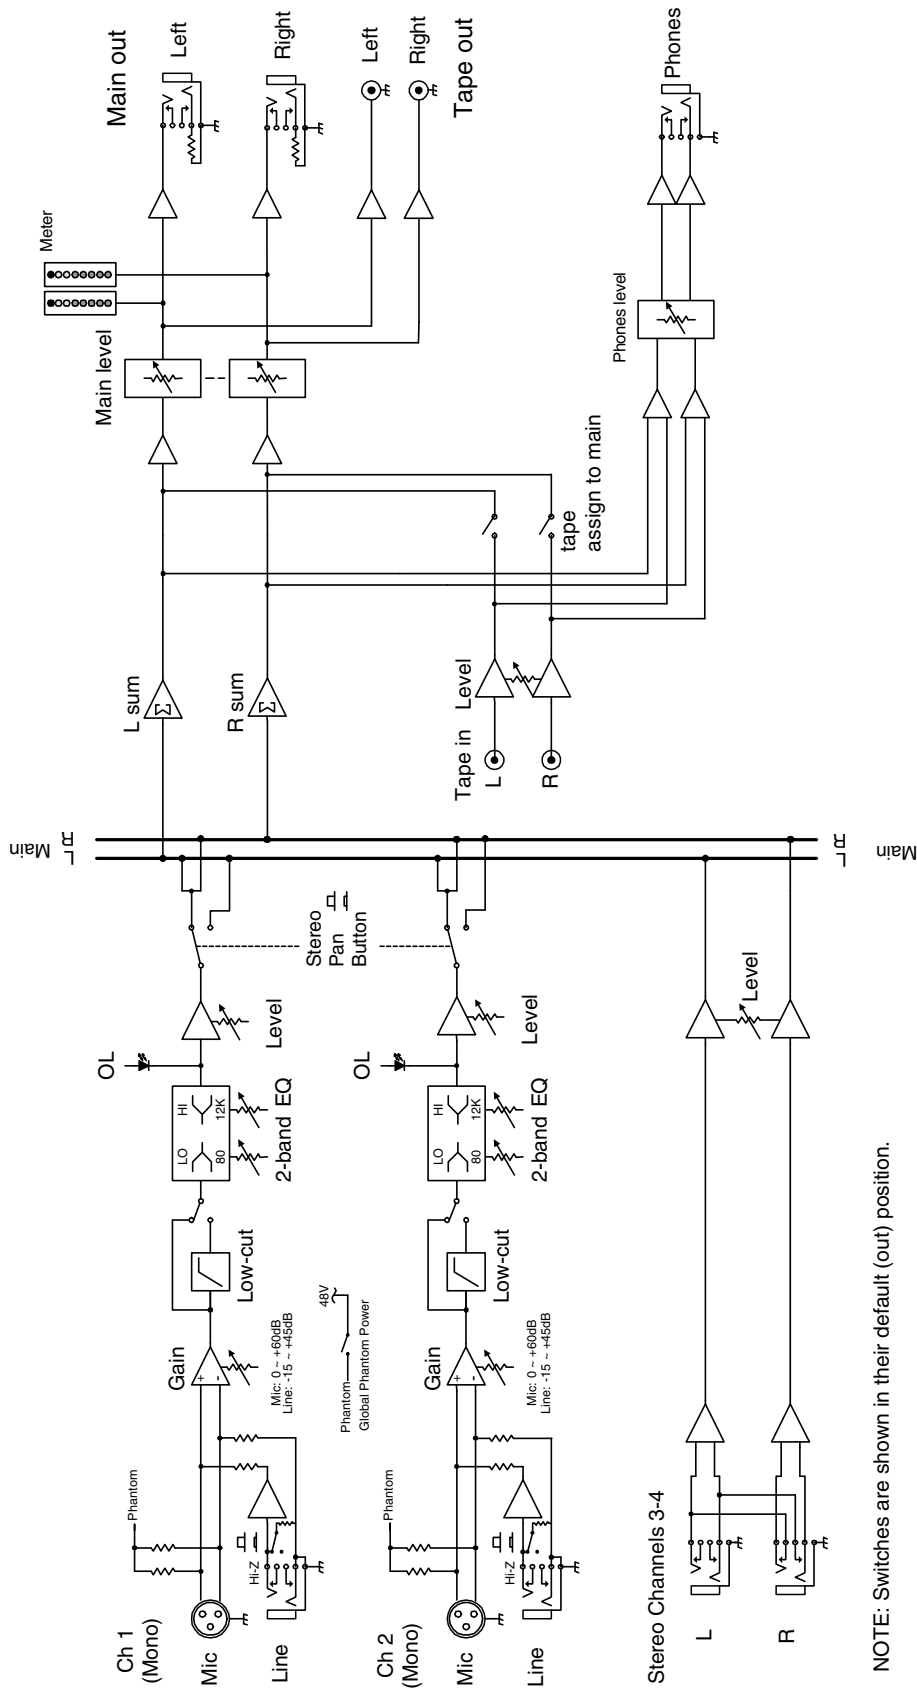 Ch 1
(Mono)
Mic
Line
Phantom
Hi-Z
Gain
+
-
Mic: 0 ~ +60dB
Line: -15 ~ +45dB
Low-cut
LO
HI
80
12K
2-band EQ
OL
Level
Phantom
48V
Global Phantom Power
Stereo
Pan
Button
Ch 2
(Mono)
Mic
Line
Phantom
Hi-Z
Gain
+
-
Mic: 0 ~ +60dB
Line: -15 ~ +45dB
Low-cut
LO
HI
80
12K
2-band EQ
OL
Level
Stereo Channels 3-4
L
R
Level
Main
L
R
L
R
Main
L sum
Σ
R sum
Σ
Tape in
L
R
Level
tape
assign to main
Main level
Meter
Main out
Left
Right
Left
Right
Tape out
Phones level
Phones
NOTE: Switches are shown in their default (out) position.